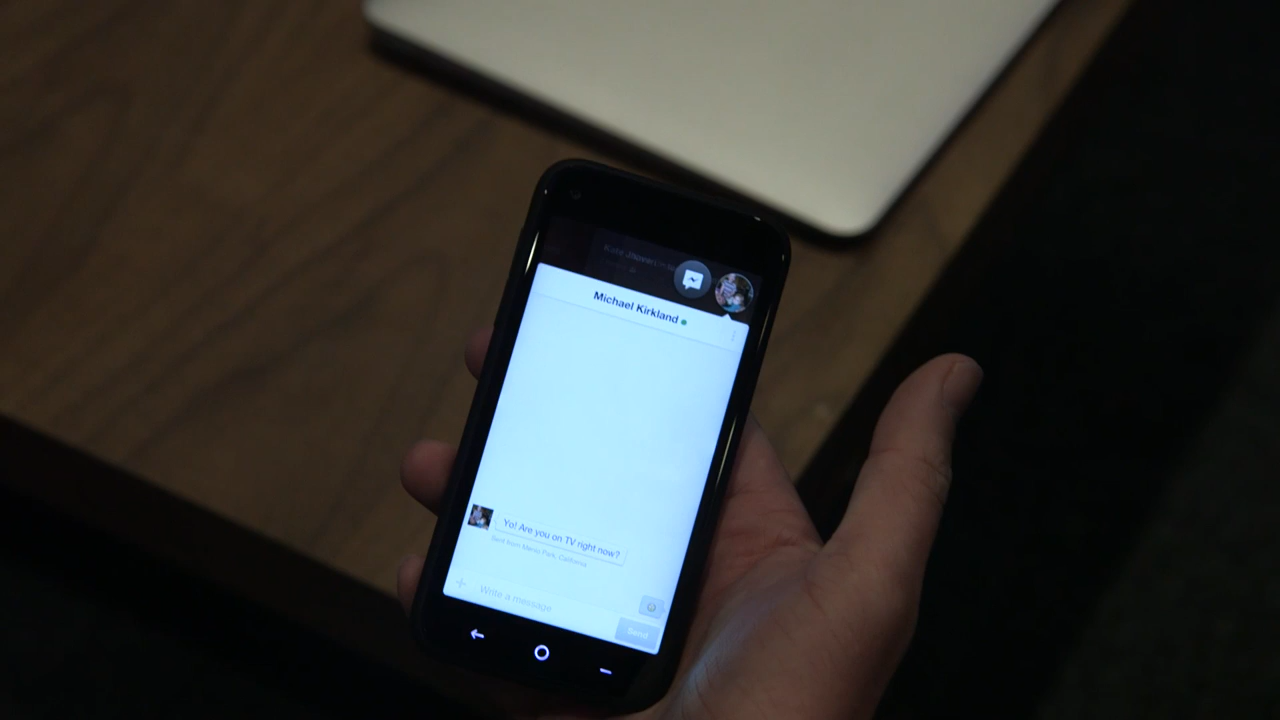 Michael Kirkland
Yo! Are you on TV right now?
Sent from Menlo Park, California
Write a message
Send